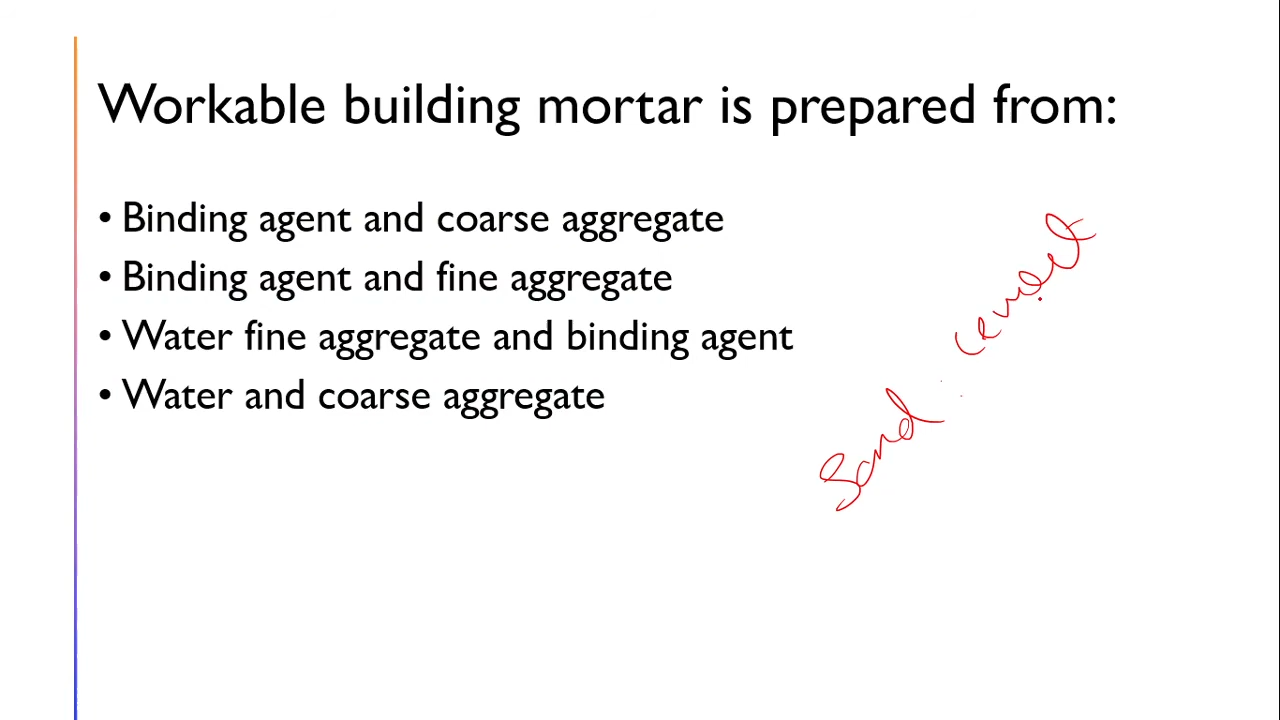 Workable building mortar is prepared from:
• Binding agent and coarse aggregate
• Binding agent and fine aggregate
• Water fine aggregate and binding agent
• Water and coarse aggregate
Sand : cement